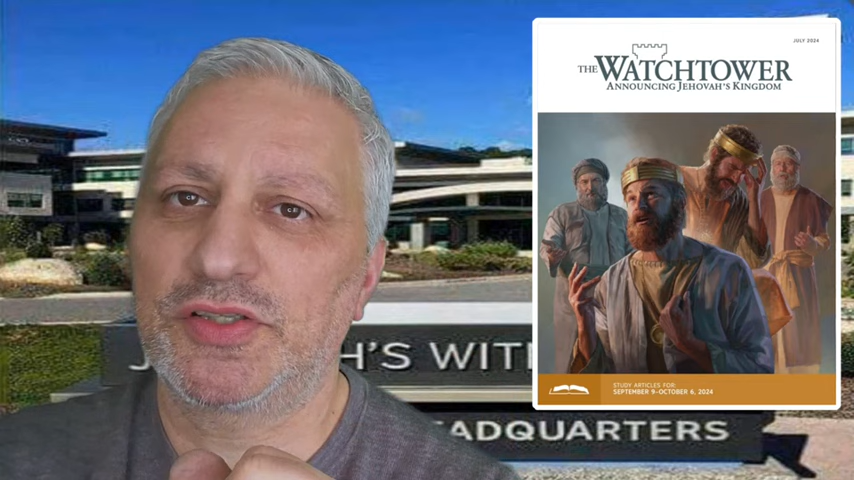 JULY 2024
THE WATCHTOWER
ANNOUNCING JEHOVAH'S KINGDOM
STUDY ARTICLES FOR:
SEPTEMBER 9–OCTOBER 6, 2024
H'S WIT
ADQUARTERS